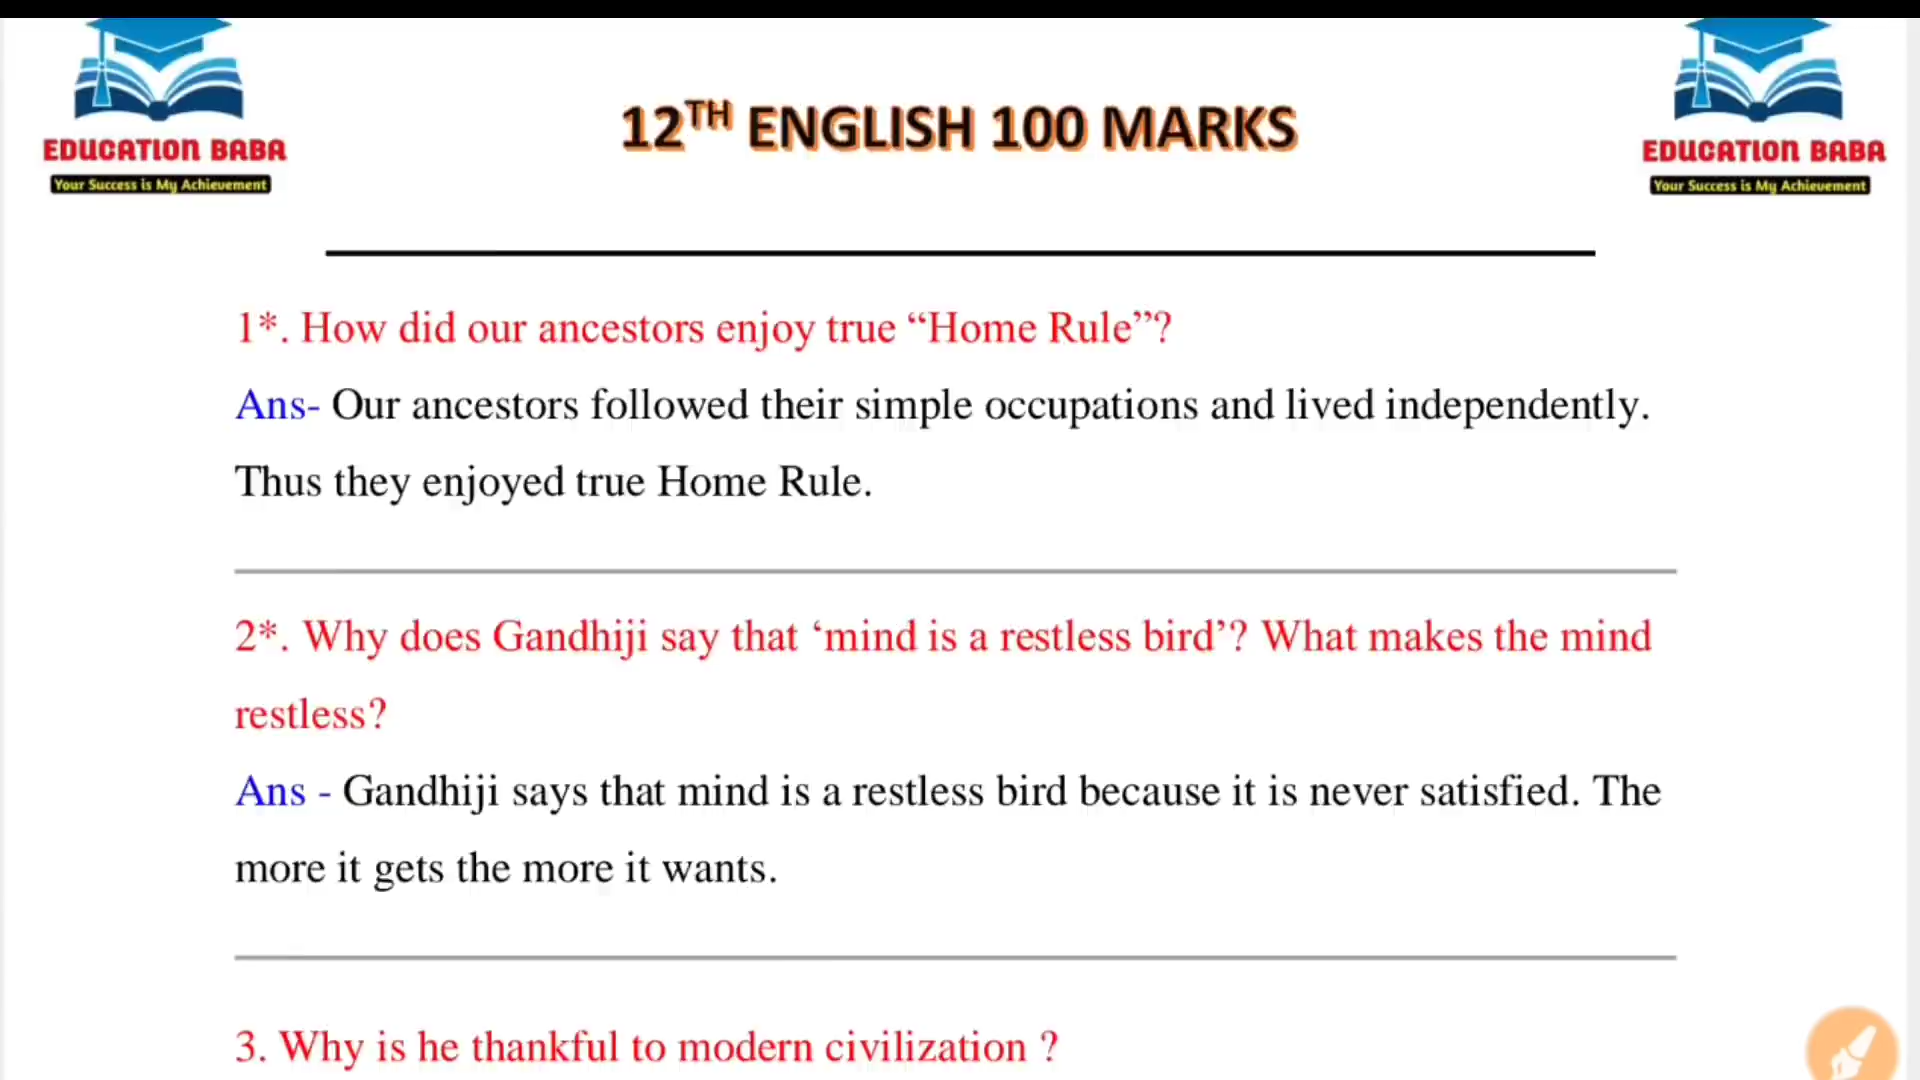 EDUCATION BABA
Your Success is My Achievement
12TH ENGLISH 100 MARKS
EDUCATION BABA
Your Success is My Achievement
1*. How did our ancestors enjoy true “Home Rule”?
Ans- Our ancestors followed their simple occupations and lived independently.
Thus they enjoyed true Home Rule.
2*. Why does Gandhiji say that ‘mind is a restless bird’? What makes the mind
restless?
Ans - Gandhiji says that mind is a restless bird because it is never satisfied. The
more it gets the more it wants.
3. Why is he thankful to modern civilization ?